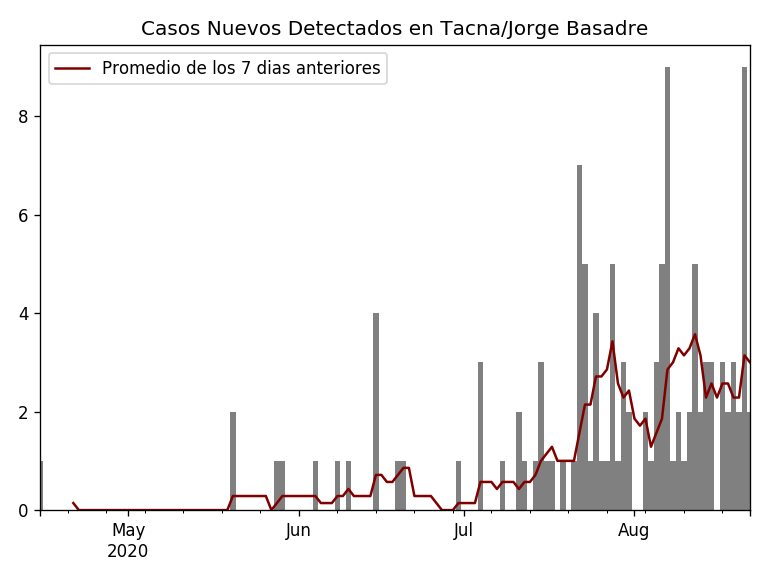 Casos Nuevos Detectados en Tacna/Jorge Basadre
Promedio de los 7 dias anteriores
8
6
4
2
0
May Jun Jul Aug
2020